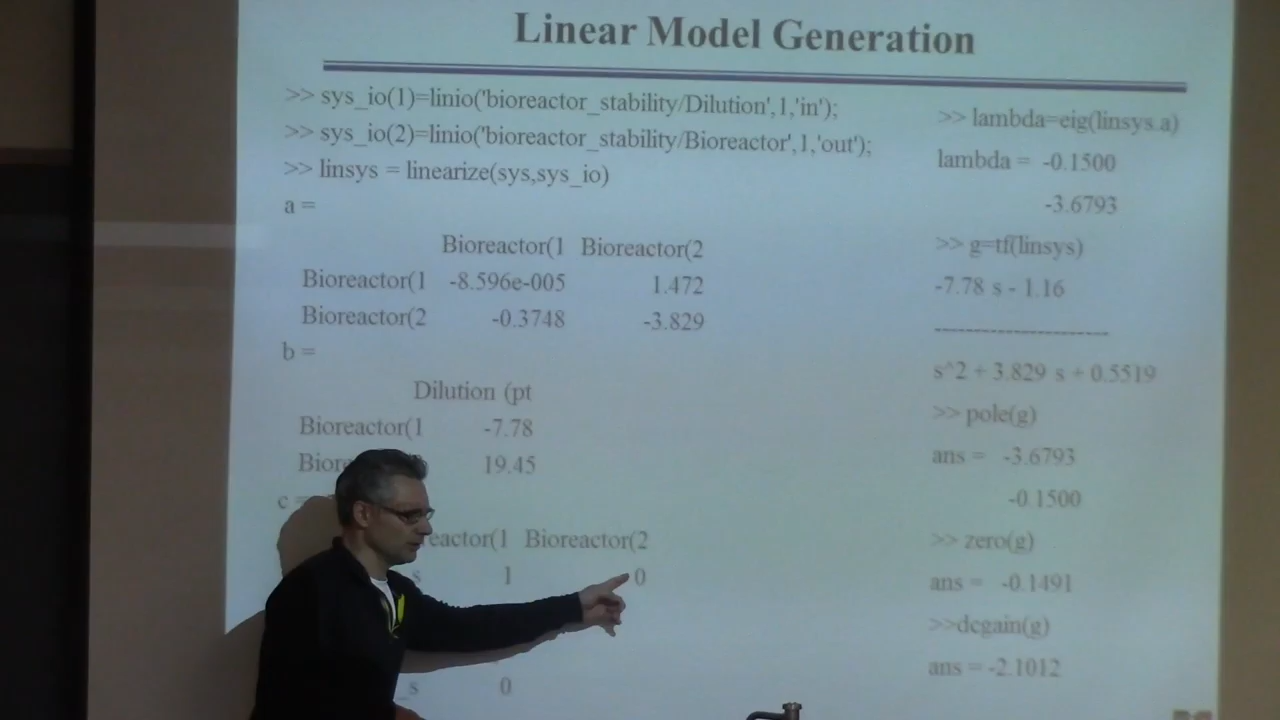 Linear Model Generation
>> sys_io(1)=linio('bioreactor_stability/Dilution',1,'in');
>> sys_io(2)=linio('bioreactor_stability/Bioreactor',1,'out');
>> linsys = linearize(sys,sys_io)
a =
Bioreactor(1 Bioreactor(2
Bioreactor(1 -8.596e-005 1.472
Bioreactor(2 -0.3748 -3.829
b =
Dilution (pt
Bioreactor(1 -7.78
Biore 19.45
c =
reactor(1 Bioreactor(2
s 1 0
_s 0
>> lambda=eig(linsys.a)
lambda = -0.1500
-3.6793
>> g=tf(linsys)
-7.78 s - 1.16
----------------------
s^2 + 3.829 s + 0.5519
>> pole(g)
ans = -3.6793
-0.1500
>> zero(g)
ans = -0.1491
>>dcgain(g)
ans = -2.1012